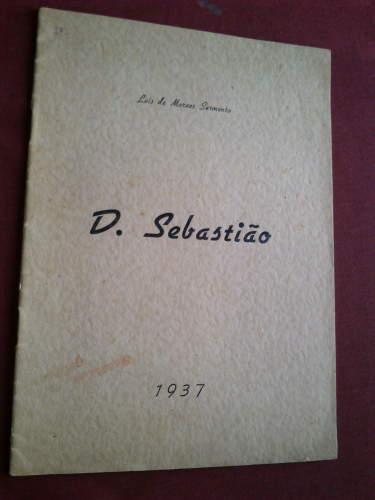 Luís de Moraes Sarmento
D. Sebastião
1937